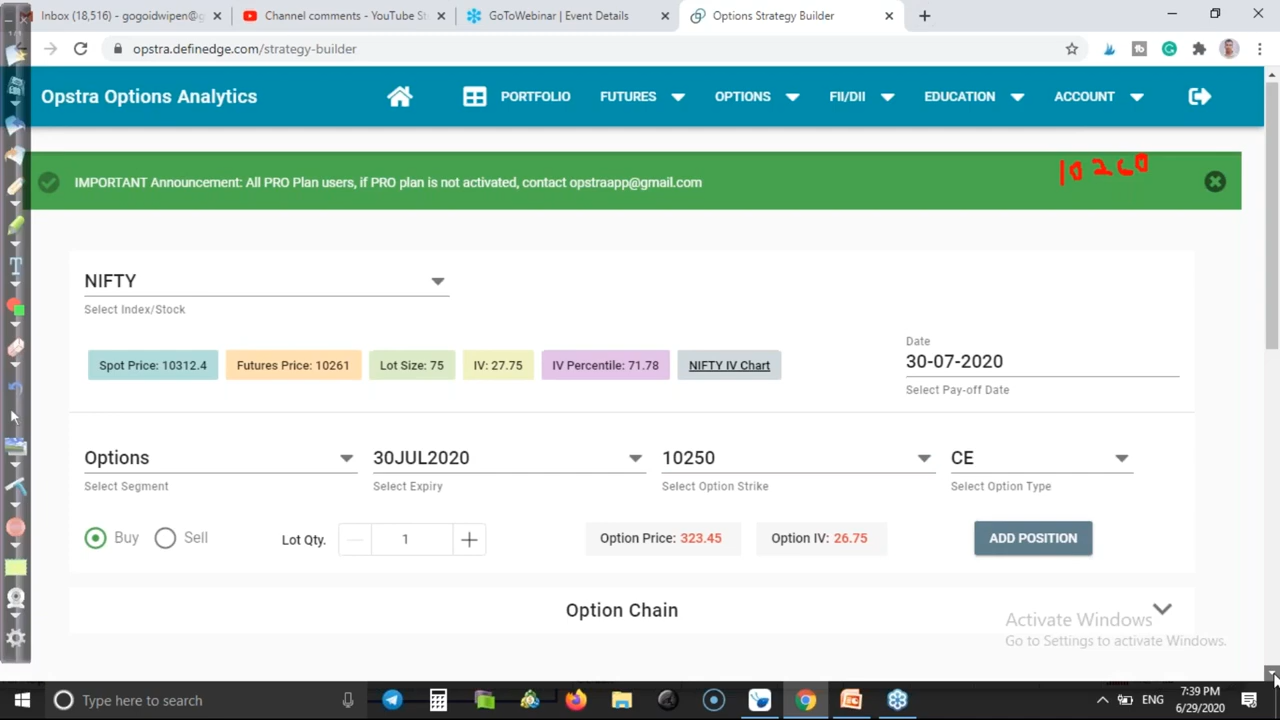 Inbox (18,516) - gogoidwipen@g
Channel comments - YouTube St
GoToWebinar | Event Details
Options Strategy Builder
opstra.definedge.com/strategy-builder
Opstra Options Analytics
PORTFOLIO
FUTURES
OPTIONS
FII/DII
EDUCATION
ACCOUNT
10260
IMPORTANT Announcement: All PRO Plan users, if PRO plan is not activated, contact opstraapp@gmail.com
NIFTY
Select Index/Stock
Date
30-07-2020
Select Pay-off Date
Spot Price: 10312.4
Futures Price: 10261
Lot Size: 75
IV: 27.75
IV Percentile: 71.78
NIFTY IV Chart
Options
30JUL2020
10250
CE
Select Segment
Select Expiry
Select Option Strike
Select Option Type
Buy
Sell
Lot Qty.
1
Option Price: 323.45
Option IV: 26.75
ADD POSITION
Option Chain
Activate Windows
Go to Settings to activate Windows.
Type here to search
ENG
7:39 PM
6/29/2020